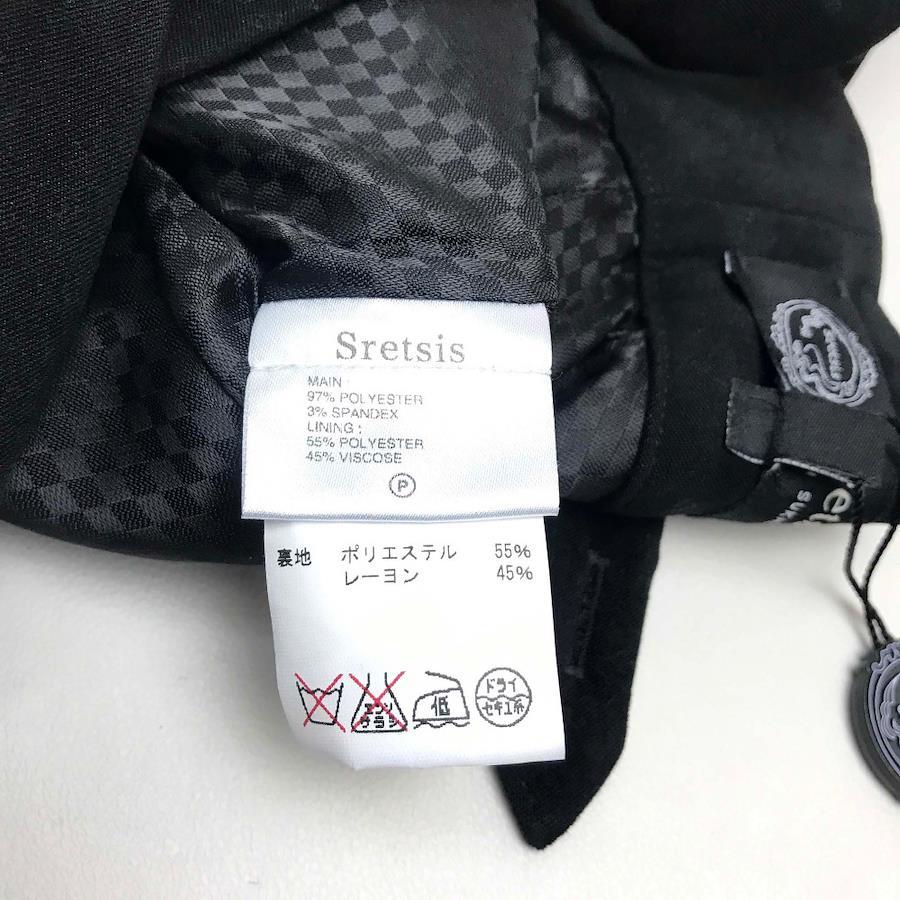 Sretsis
MAIN :
97% POLYESTER
3% SPANDEX
LINING :
55% POLYESTER
45% VISCOSE
P
裏地 ポリエステル 55%
レーヨン 45%
エンソ
サラシ
低
ドライ
セキユ系